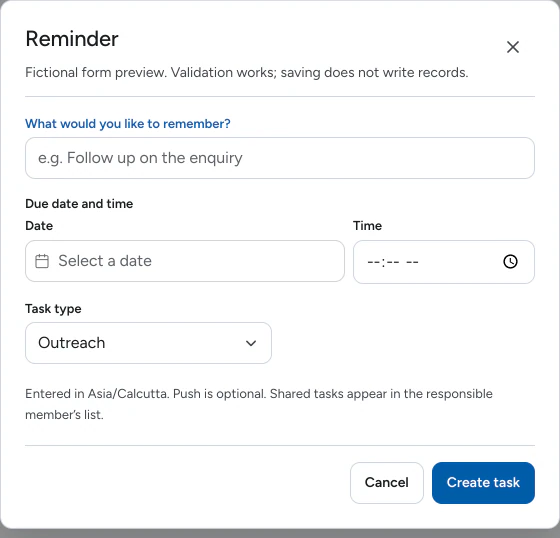 Reminder
Fictional form preview. Validation works; saving does not write records.
What would you like to remember?
e.g. Follow up on the enquiry
Due date and time
Date
Time
Select a date
--:-- --
Task type
Outreach
Entered in Asia/Calcutta. Push is optional. Shared tasks appear in the responsible
member's list.
Cancel
Create task